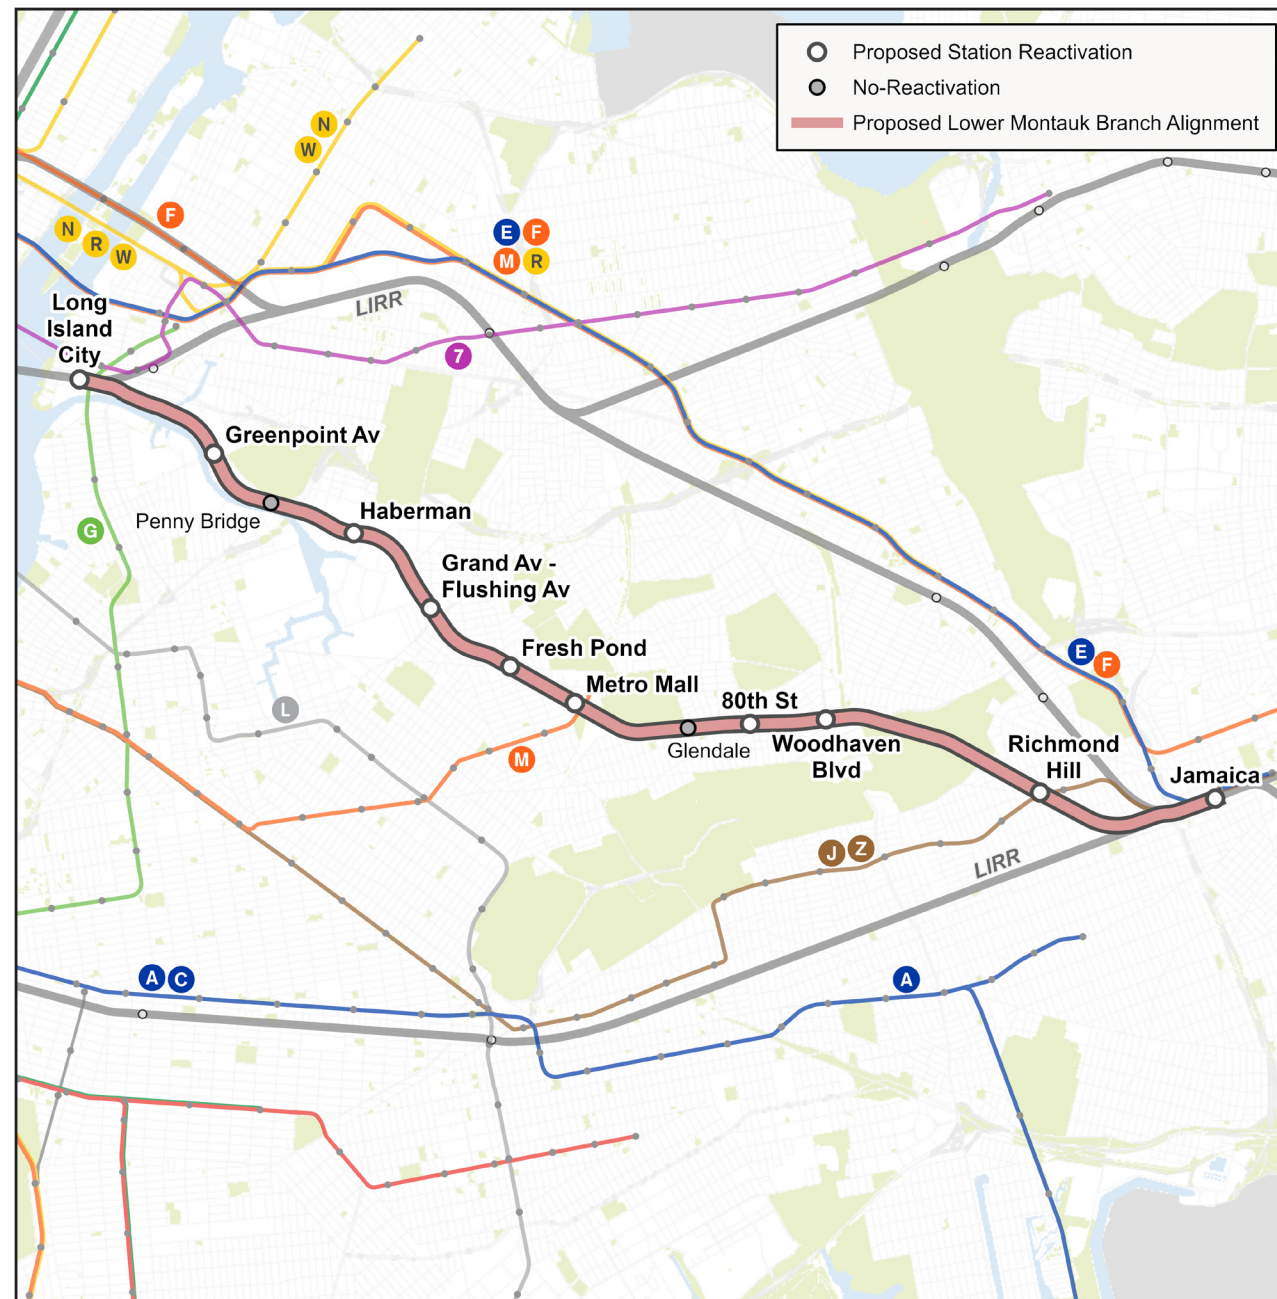 Proposed Station Reactivation
No-Reactivation
Proposed Lower Montauk Branch Alignment
N
W
F
N
R
W
E F
M R
Long
Island
City
LIRR
7
Greenpoint Av
Penny Bridge
Haberman
G
Grand Av -
Flushing Av
Fresh Pond
Metro Mall
E
F
L
80th St
Glendale
Woodhaven
Blvd
M
Richmond
Hill
Jamaica
J Z
LIRR
A C
A